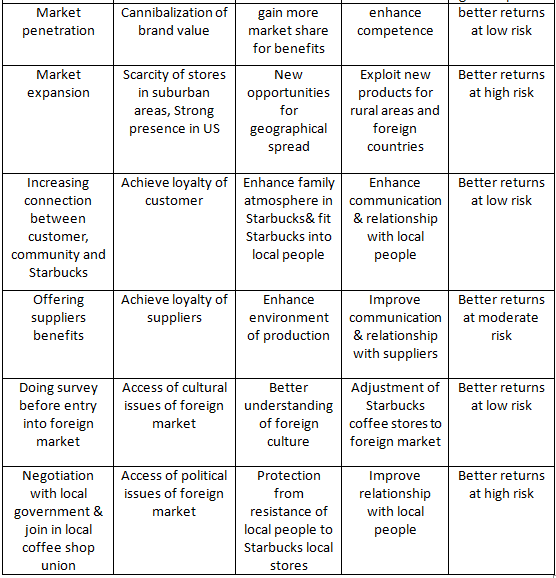 Market
penetration
Cannibalization of
brand value
gain more
market share
for benefits
enhance
competence
better returns
at low risk
Market
expansion
Scarcity of stores
in suburban
areas, Strong
presence in US
New
opportunities
for
geographical
spread
Exploit new
products for
rural areas and
foreign
countries
Better returns
at high risk
Increasing
connection
between
customer,
community and
Starbucks
Achieve loyalty of
customer
Enhance family
atmosphere in
Starbucks& fit
Starbucks into
local people
Enhance
communication
& relationship
with local
people
Better returns
at low risk
Offering
suppliers
benefits
Achieve loyalty of
suppliers
Enhance
environment
of production
Improve
communication
& relationship
with suppliers
Better returns
at moderate
risk
Doing survey
before entry
into foreign
market
Access of cultural
issues of foreign
market
Better
understanding
of foreign
culture
Adjustment of
Starbucks
coffee stores to
foreign market
Better returns
at low risk
Negotiation
with local
government &
join in local
coffee shop
union
Access of political
issues of foreign
market
Protection
from
resistance of
local people to
Starbucks local
stores
Improve
relationship
with local
people
Better returns
at high risk